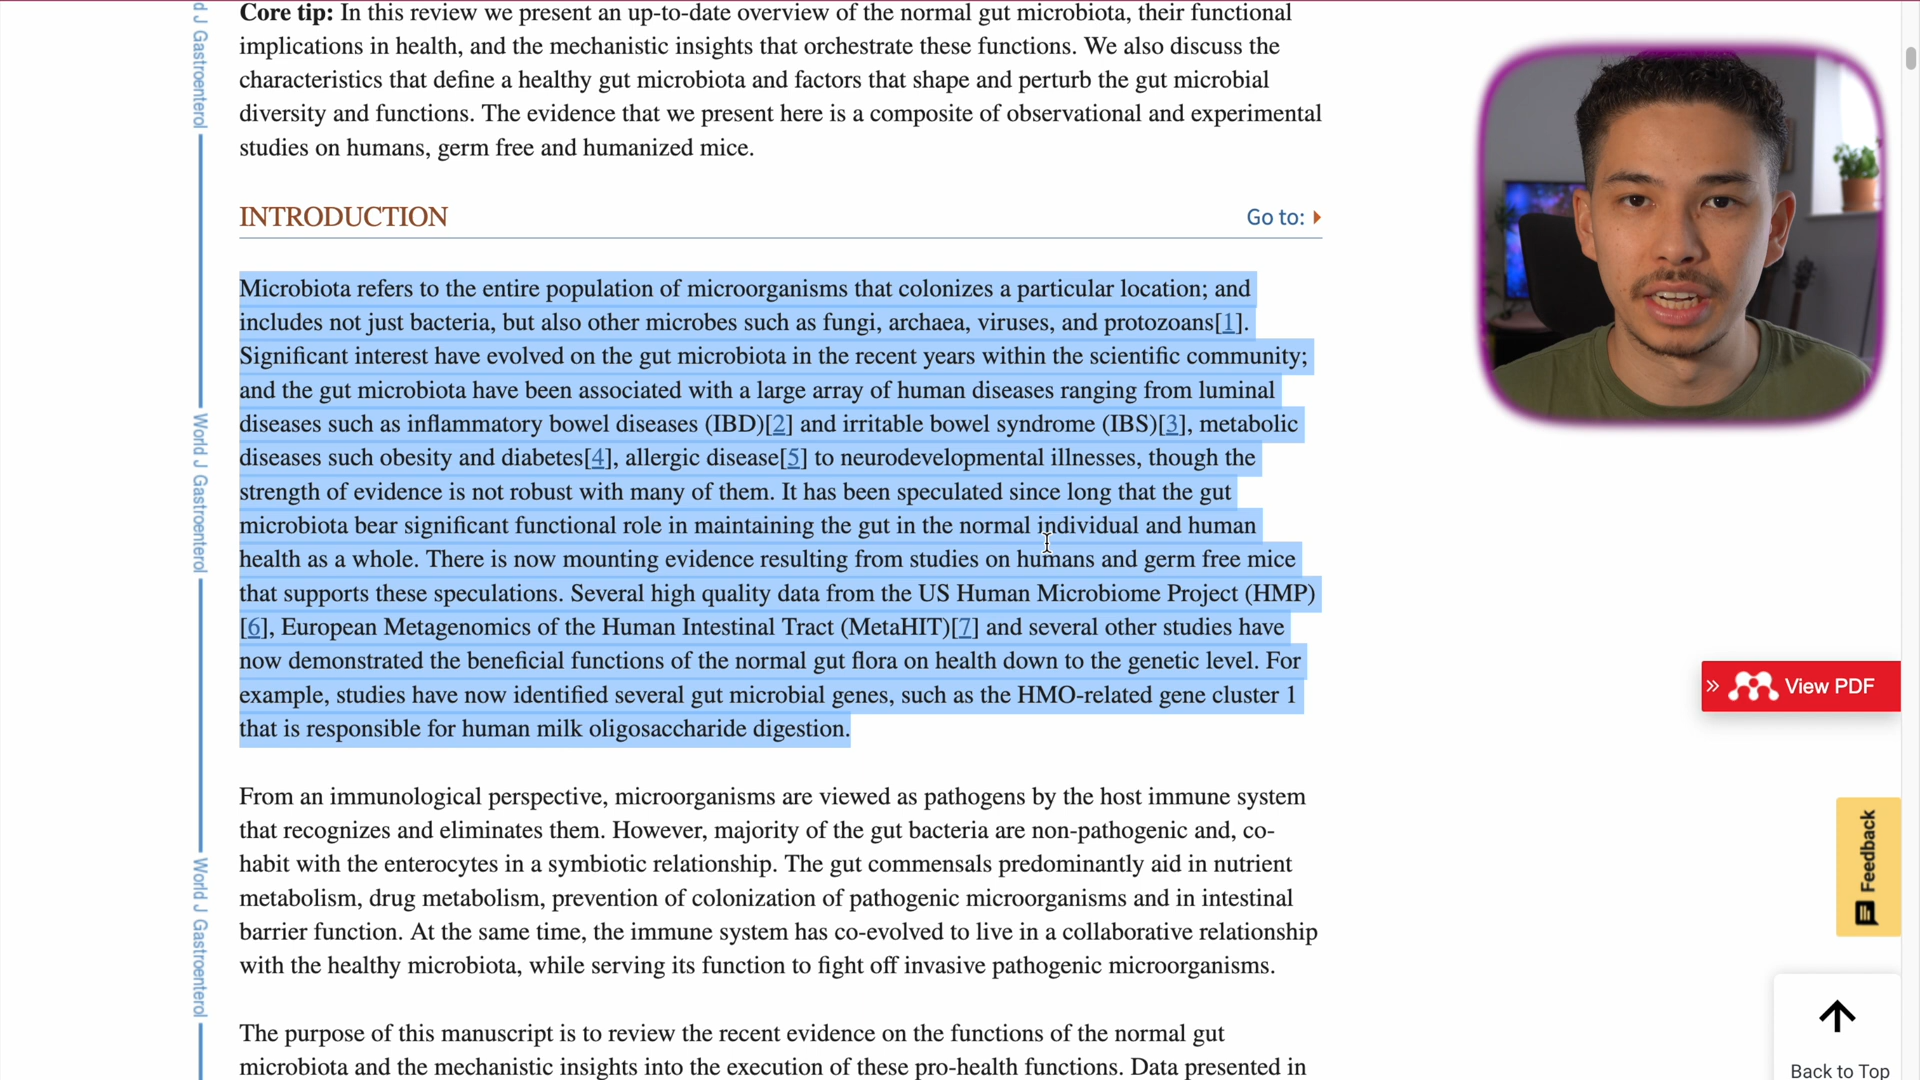 Core tip: In this review we present an up-to-date overview of the normal gut microbiota, their functional
implications in health, and the mechanistic insights that orchestrate these functions. We also discuss the
characteristics that define a healthy gut microbiota and factors that shape and perturb the gut microbial
diversity and functions. The evidence that we present here is a composite of observational and experimental
studies on humans, germ free and humanized mice.
INTRODUCTION
Go to:
Microbiota refers to the entire population of microorganisms that colonizes a particular location; and
includes not just bacteria, but also other microbes such as fungi, archaea, viruses, and protozoans[1].
Significant interest have evolved on the gut microbiota in the recent years within the scientific community;
and the gut microbiota have been associated with a large array of human diseases ranging from luminal
diseases such as inflammatory bowel diseases (IBD)[2] and irritable bowel syndrome (IBS)[3], metabolic
diseases such obesity and diabetes[4], allergic disease[5] to neurodevelopmental illnesses, though the
strength of evidence is not robust with many of them. It has been speculated since long that the gut
microbiota bear significant functional role in maintaining the gut in the normal individual and human
health as a whole. There is now mounting evidence resulting from studies on humans and germ free mice
that supports these speculations. Several high quality data from the US Human Microbiome Project (HMP)
[6], European Metagenomics of the Human Intestinal Tract (MetaHIT)[7] and several other studies have
now demonstrated the beneficial functions of the normal gut flora on health down to the genetic level. For
example, studies have now identified several gut microbial genes, such as the HMO-related gene cluster 1
that is responsible for human milk oligosaccharide digestion.
From an immunological perspective, microorganisms are viewed as pathogens by the host immune system
that recognizes and eliminates them. However, majority of the gut bacteria are non-pathogenic and, co-
habit with the enterocytes in a symbiotic relationship. The gut commensals predominantly aid in nutrient
metabolism, drug metabolism, prevention of colonization of pathogenic microorganisms and in intestinal
barrier function. At the same time, the immune system has co-evolved to live in a collaborative relationship
with the healthy microbiota, while serving its function to fight off invasive pathogenic microorganisms.
The purpose of this manuscript is to review the recent evidence on the functions of the normal gut
microbiota and the mechanistic insights into the execution of these pro-health functions. Data presented in
d J Gastroenterol
World J Gastroenterol
World J Gastroenterol
» View PDF
Feedback
Back to Top